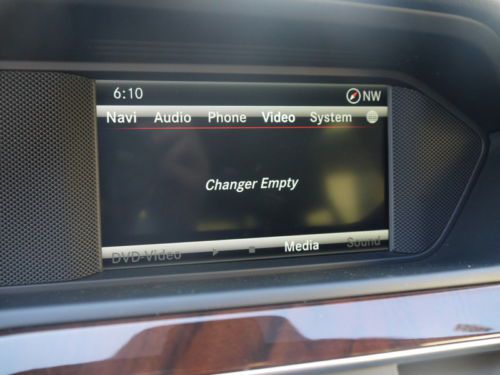 6:10 NW
Navi Audio Phone Video System
Changer Empty
DVD-Video Media Sound